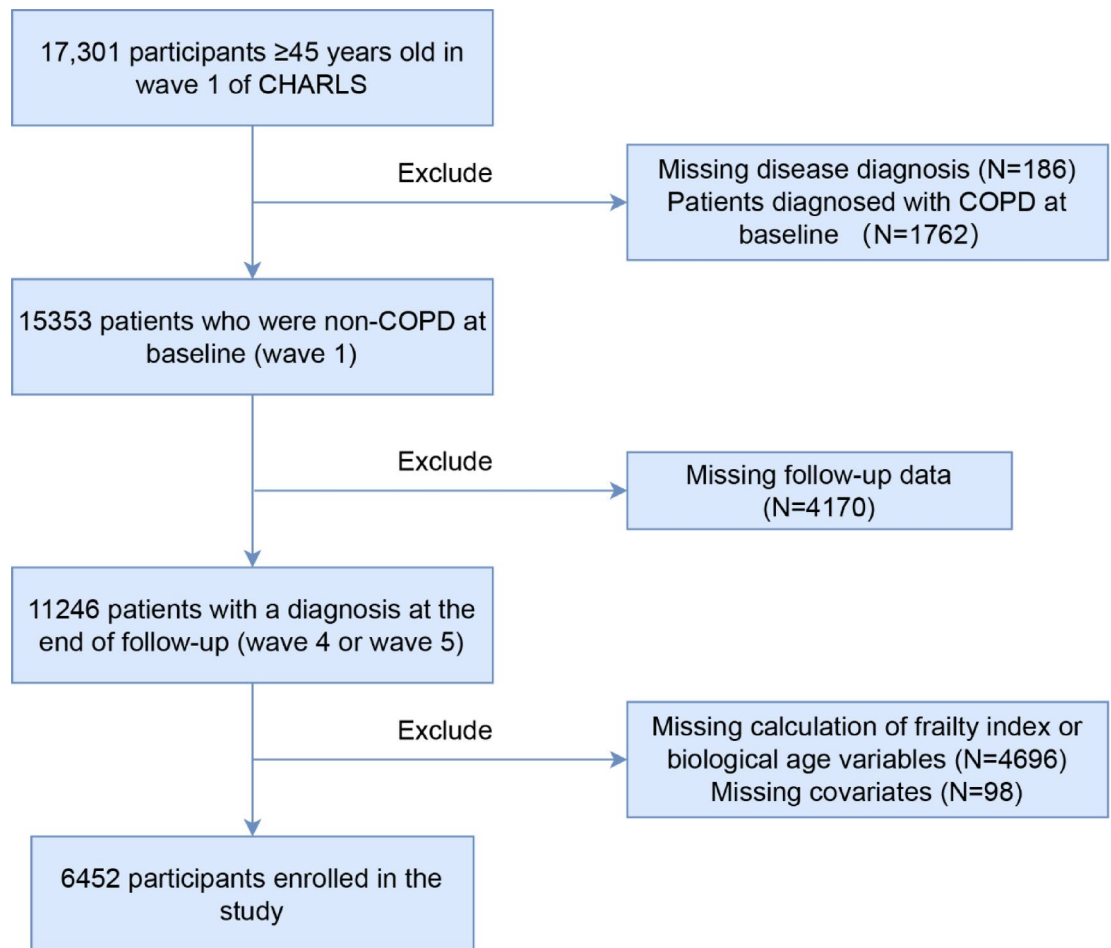 17,301 participants ≥45 years old in
wave 1 of CHARLS
Exclude
Missing disease diagnosis (N=186)
Patients diagnosed with COPD at
baseline （N=1762)
15353 patients who were non-COPD at
baseline (wave 1)
Exclude
Missing follow-up data
(N=4170)
11246 patients with a diagnosis at the
end of follow-up (wave 4 or wave 5)
Exclude
Missing calculation of frailty index or
biological age variables (N=4696)
Missing covariates (N=98)
6452 participants enrolled in the
study